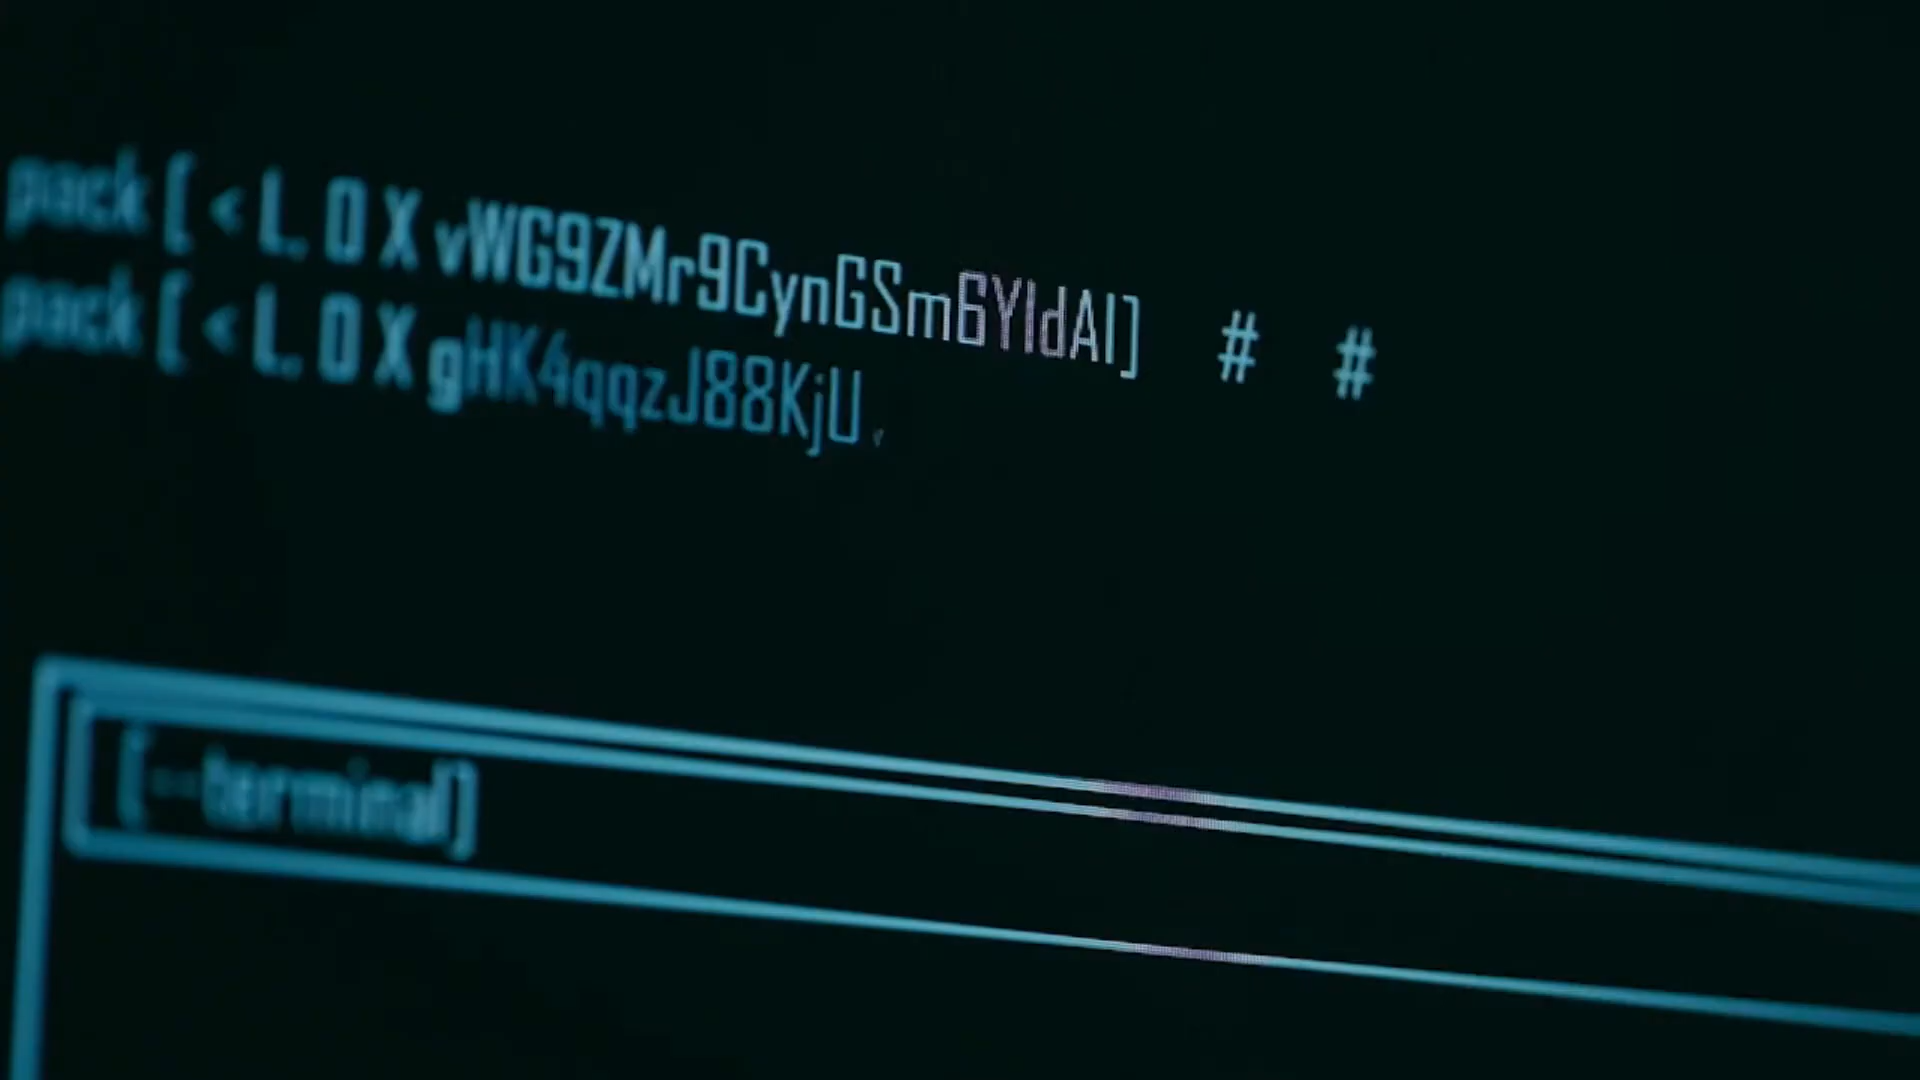 pack [ < L. 0 X vWG9ZMr9CynGSm6YIdAI] # #
pack [ < L. 0 X gHK4qqzJ88KjU
[--terminal]